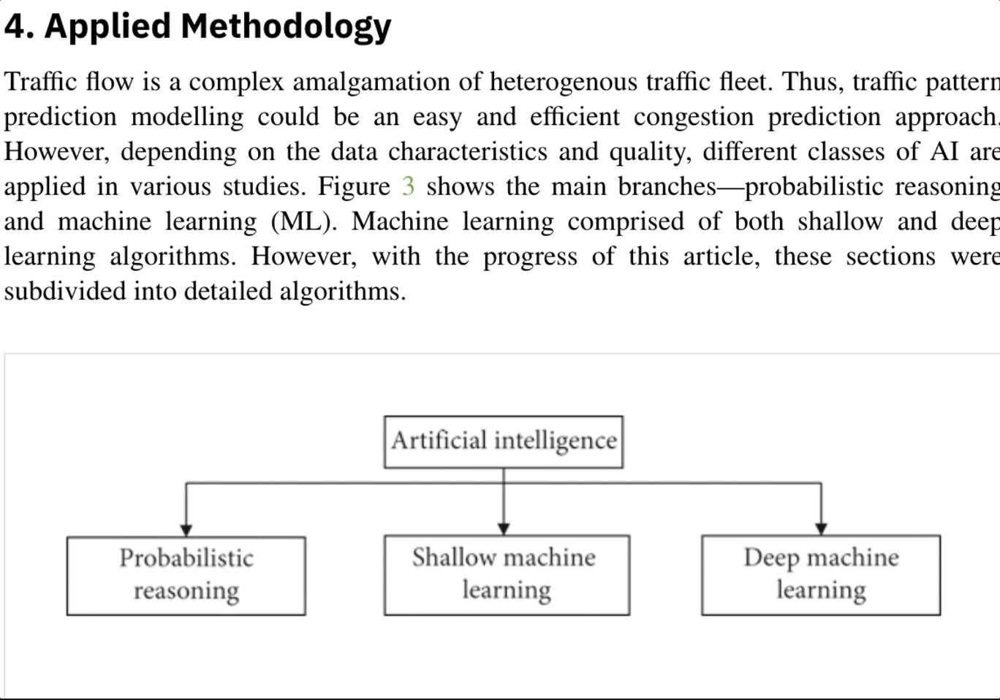 4. Applied Methodology
Traffic flow is a complex amalgamation of heterogenous traffic fleet. Thus, traffic pattern
prediction modelling could be an easy and efficient congestion prediction approach.
However, depending on the data characteristics and quality, different classes of AI are
applied in various studies. Figure 3 shows the main branches—probabilistic reasoning
and machine learning (ML). Machine learning comprised of both shallow and deep
learning algorithms. However, with the progress of this article, these sections were
subdivided into detailed algorithms.
Artificial intelligence
Probabilistic
reasoning
Shallow machine
learning
Deep machine
learning